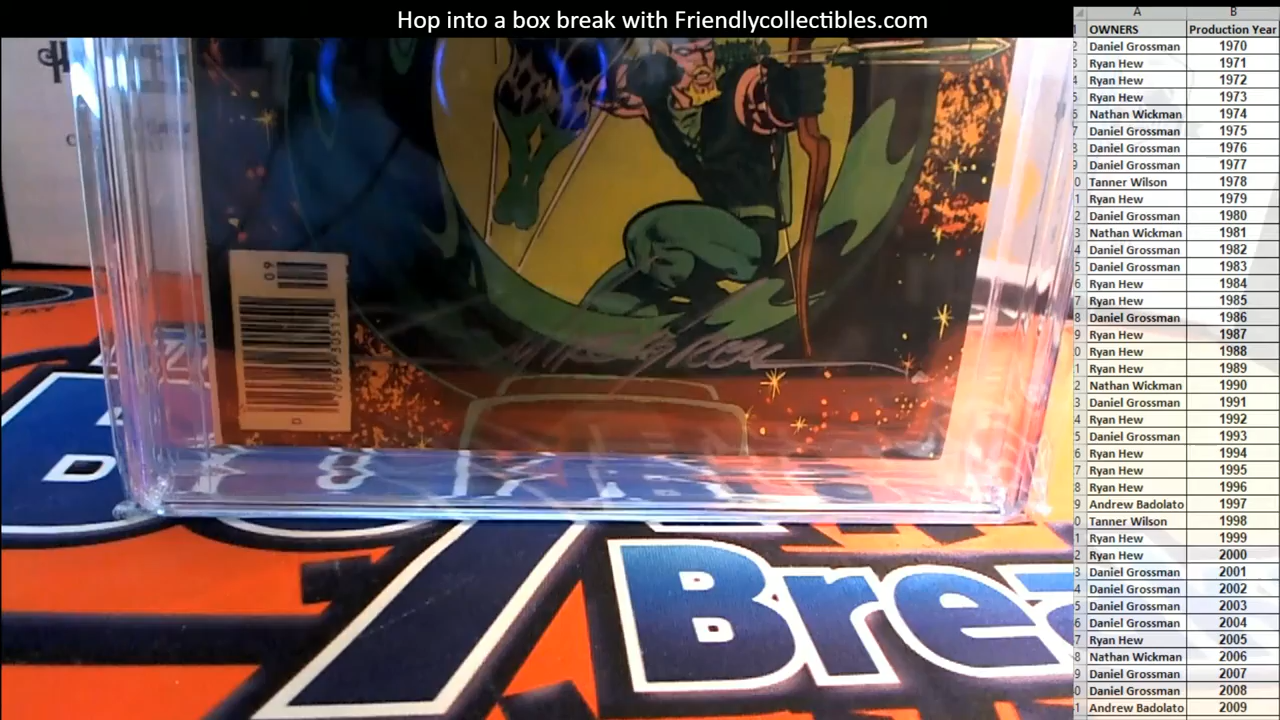 Hop into a box break with Friendlycollectibles.com
A B
OWNERS Production Year
Daniel Grossman 1970
Ryan Hew 1971
Ryan Hew 1972
Ryan Hew 1973
Nathan Wickman 1974
Daniel Grossman 1975
Daniel Grossman 1976
Daniel Grossman 1977
Tanner Wilson 1978
Ryan Hew 1979
Daniel Grossman 1980
Nathan Wickman 1981
Daniel Grossman 1982
Daniel Grossman 1983
Ryan Hew 1984
Ryan Hew 1985
Daniel Grossman 1986
Ryan Hew 1987
Ryan Hew 1988
Ryan Hew 1989
Nathan Wickman 1990
Daniel Grossman 1991
Ryan Hew 1992
Daniel Grossman 1993
Ryan Hew 1994
Ryan Hew 1995
Ryan Hew 1996
Andrew Badolato 1997
Tanner Wilson 1998
Ryan Hew 1999
Ryan Hew 2000
Daniel Grossman 2001
Daniel Grossman 2002
Daniel Grossman 2003
Daniel Grossman 2004
Ryan Hew 2005
Nathan Wickman 2006
Daniel Grossman 2007
Daniel Grossman 2008
Andrew Badolato 2009
09
D
Brea